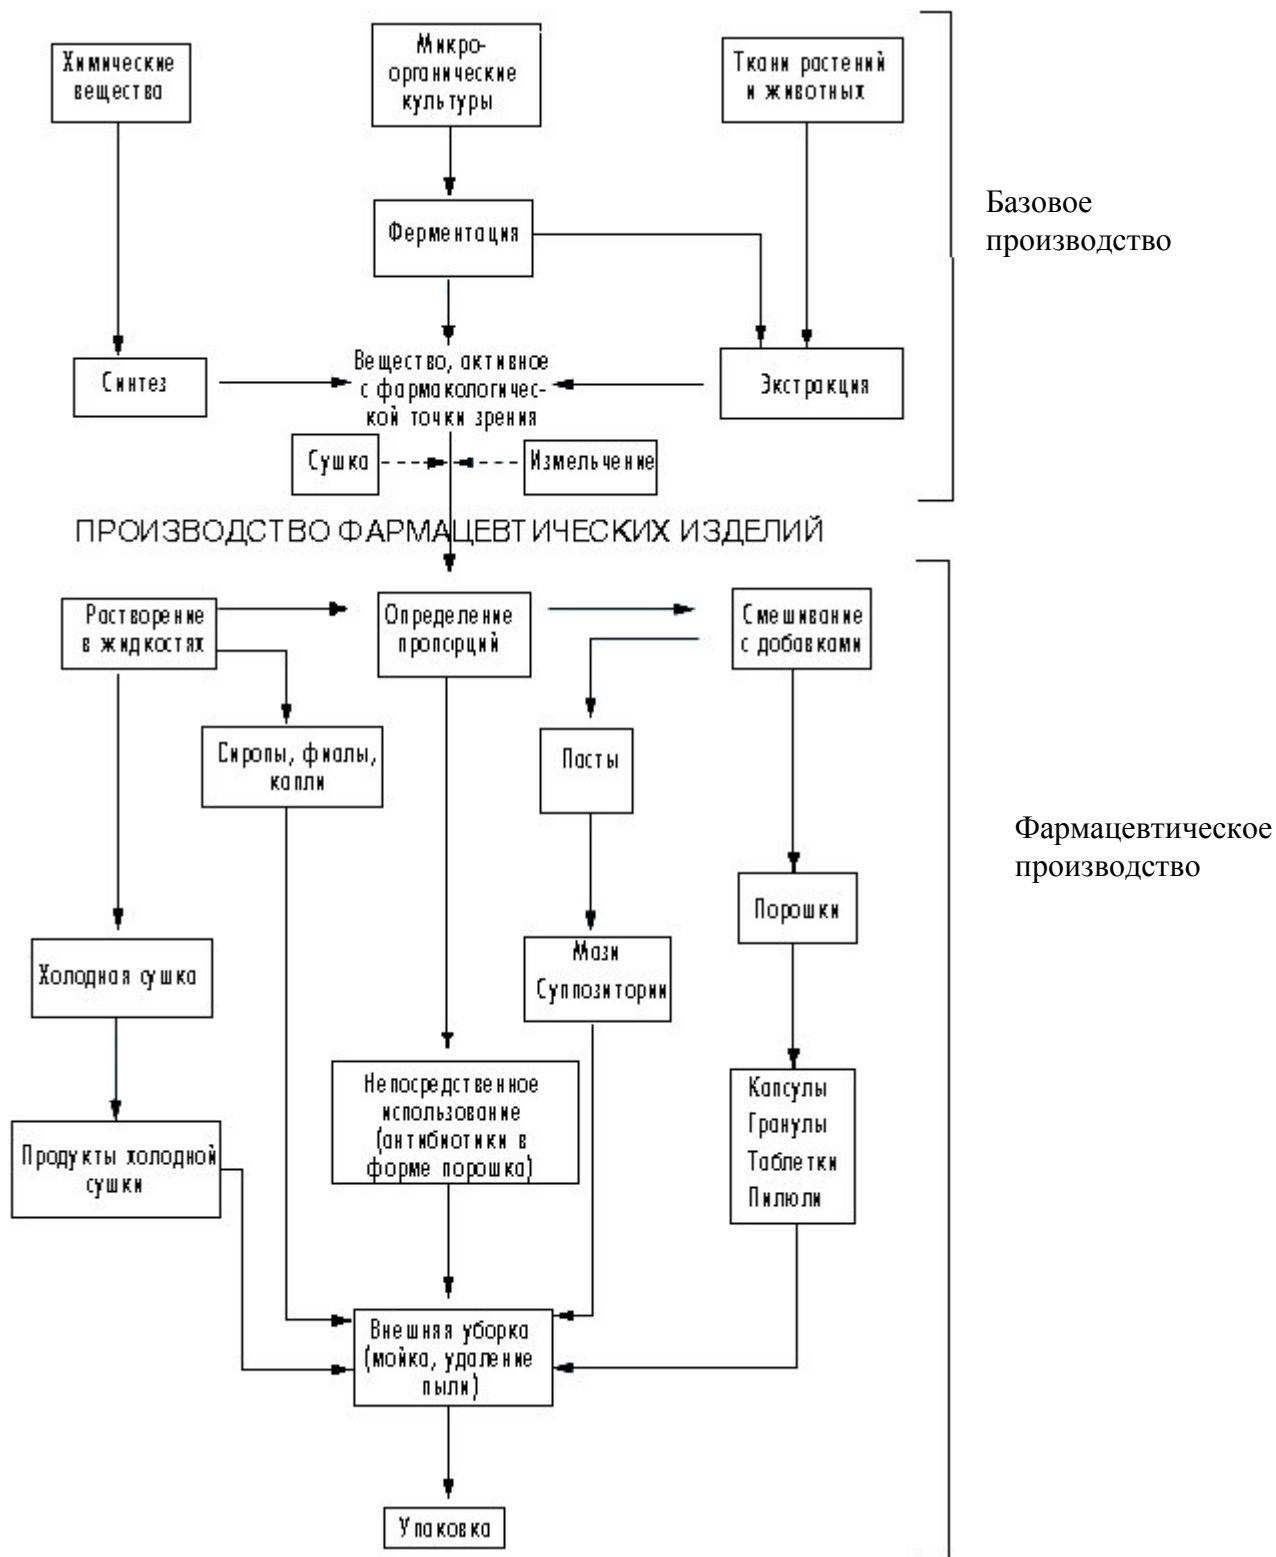 Химические
вещества
Микро-
органические
культуры
Ткани растений
и животных
Базовое
производство
Ферментация
Синтез
Вещество, активное
с фармакологичес-
кой точки зрения
Экстракция
Сушка
Измельчение
ПРОИЗВОДСТВО ФАРМАЦЕВТИЧЕСКИХ ИЗДЕЛИЙ
Растворение
в жидкостях
Определение
пропорций
Смешивание
с добавками
Сиропы, фиалы,
капли
Пасты
Фармацевтическое
производство
Порошки
Холодная сушка
Мази
Суппозитории
Непосредственное
использование
(антибиотики в
форме порошка)
Капсулы
Гранулы
Таблетки
Пилюли
Продукты холодной
сушки
Внешняя уборка
(мойка, удаление
пыли)
Упаковка